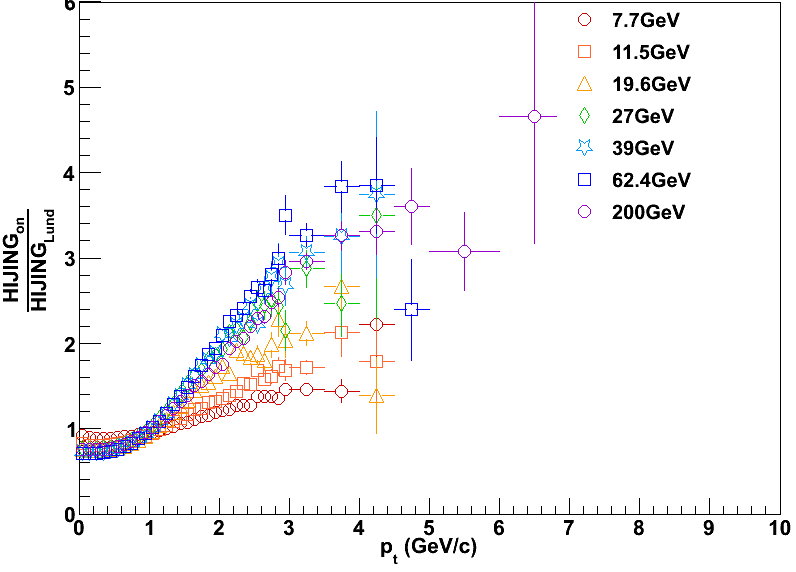 6
5
4
3
2
1
0
HIJING_on
HIJING_Lund
7.7GeV
11.5GeV
19.6GeV
27GeV
39GeV
62.4GeV
200GeV
0 1 2 3 4 5 6 7 8 9 10
p_t (GeV/c)